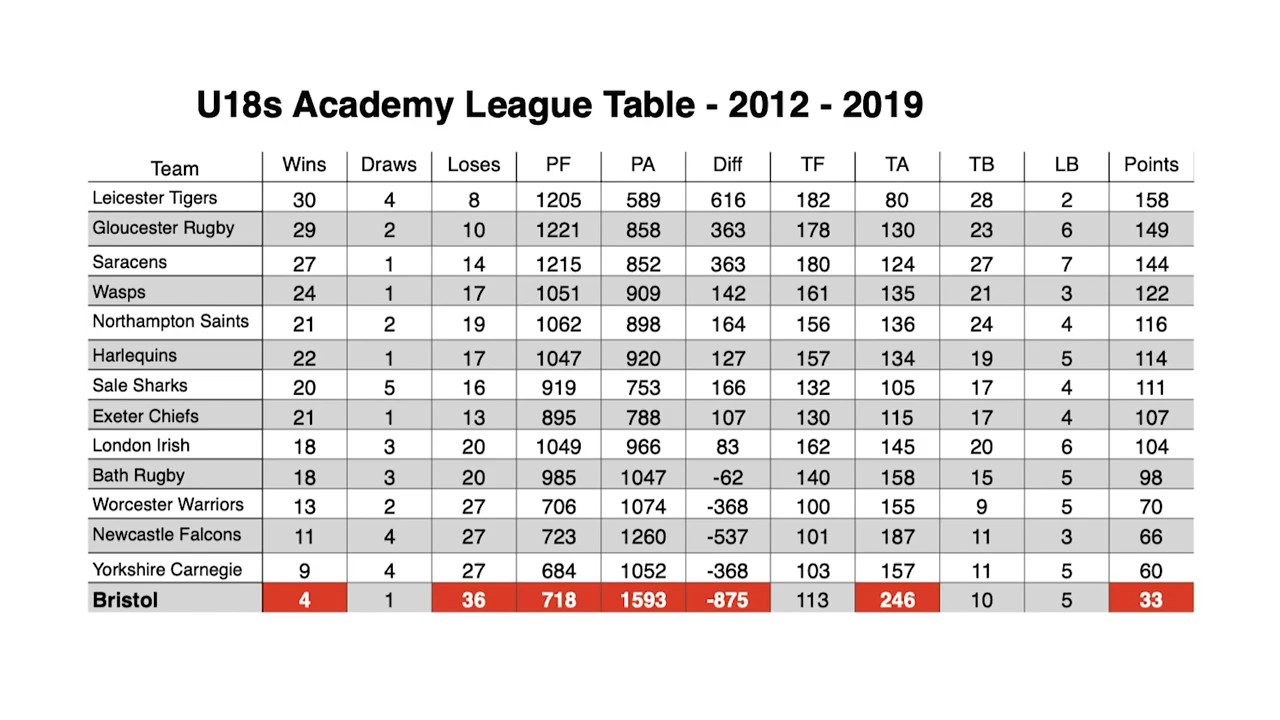 U18s Academy League Table - 2012 - 2019
Team Wins Draws Loses PF PA Diff TF TA TB LB Points
Leicester Tigers 30 4 8 1205 589 616 182 80 28 2 158
Gloucester Rugby 29 2 10 1221 858 363 178 130 23 6 149
Saracens 27 1 14 1215 852 363 180 124 27 7 144
Wasps 24 1 17 1051 909 142 161 135 21 3 122
Northampton Saints 21 2 19 1062 898 164 156 136 24 4 116
Harlequins 22 1 17 1047 920 127 157 134 19 5 114
Sale Sharks 20 5 16 919 753 166 132 105 17 4 111
Exeter Chiefs 21 1 13 895 788 107 130 115 17 4 107
London Irish 18 3 20 1049 966 83 162 145 20 6 104
Bath Rugby 18 3 20 985 1047 -62 140 158 15 5 98
Worcester Warriors 13 2 27 706 1074 -368 100 155 9 5 70
Newcastle Falcons 11 4 27 723 1260 -537 101 187 11 3 66
Yorkshire Carnegie 9 4 27 684 1052 -368 103 157 11 5 60
Bristol 4 1 36 718 1593 -875 113 246 10 5 33